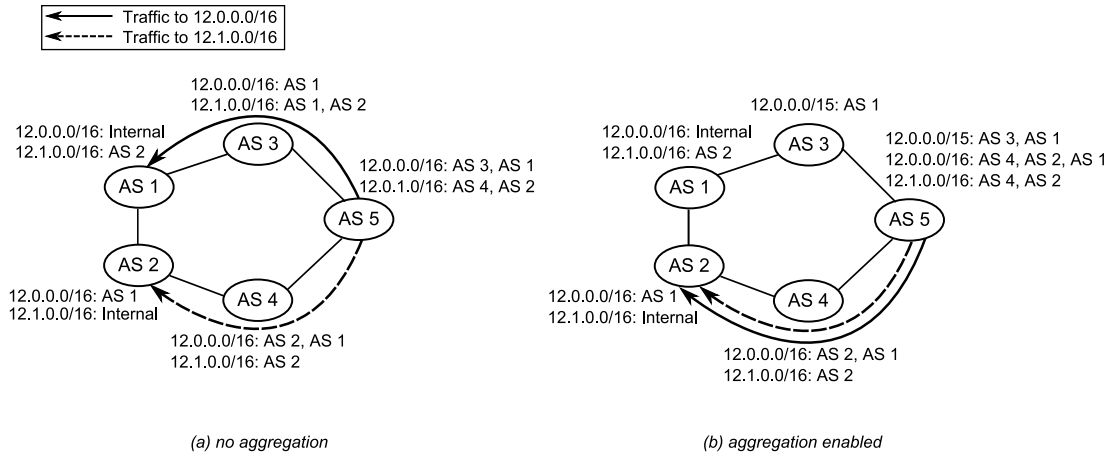 Traffic to 12.0.0.0/16
Traffic to 12.1.0.0/16
12.0.0.0/16: AS 1
12.1.0.0/16: AS 1, AS 2
12.0.0.0/16: Internal
12.1.0.0/16: AS 2
AS 3
12.0.0.0/16: AS 3, AS 1
12.0.1.0/16: AS 4, AS 2
AS 1
AS 5
AS 2
AS 4
12.0.0.0/16: AS 1
12.1.0.0/16: Internal
12.0.0.0/16: AS 2, AS 1
12.1.0.0/16: AS 2
(a) no aggregation
12.0.0.0/15: AS 1
12.0.0.0/16: Internal
12.1.0.0/16: AS 2
AS 3
12.0.0.0/15: AS 3, AS 1
12.0.0.0/16: AS 4, AS 2, AS 1
12.1.0.0/16: AS 4, AS 2
AS 1
AS 5
AS 2
AS 4
12.0.0.0/16: AS 1
12.1.0.0/16: Internal
12.0.0.0/16: AS 2, AS 1
12.1.0.0/16: AS 2
(b) aggregation enabled